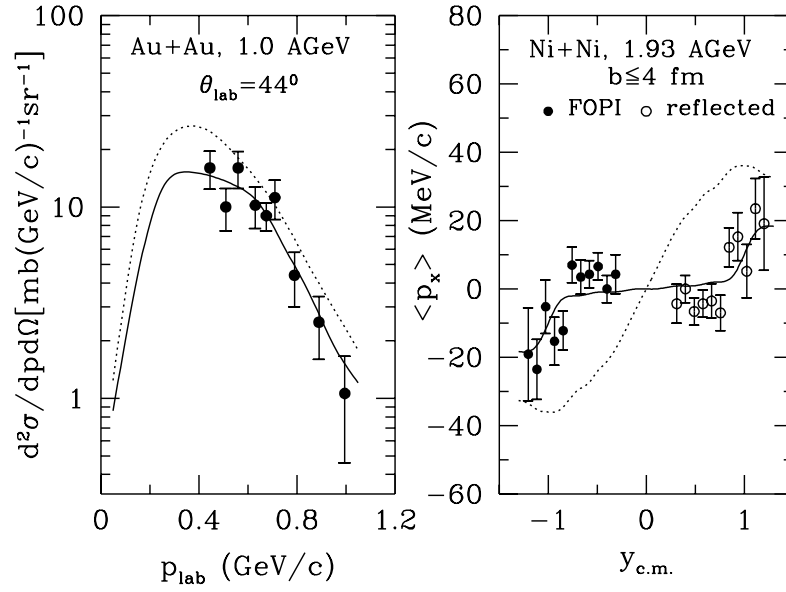 Au+Au, 1.0 AGeV
θlab=44⁰
d²σ/dpdΩ[mb(GeV/c)⁻¹sr⁻¹]
100
10
1
0 0.4 0.8 1.2
plab (GeV/c)
Ni+Ni, 1.93 AGeV
b≦4 fm
● FOPI ○ reflected
<px> (MeV/c)
80
60
40
20
0
−20
−40
−60
−1 0 1
yc.m.